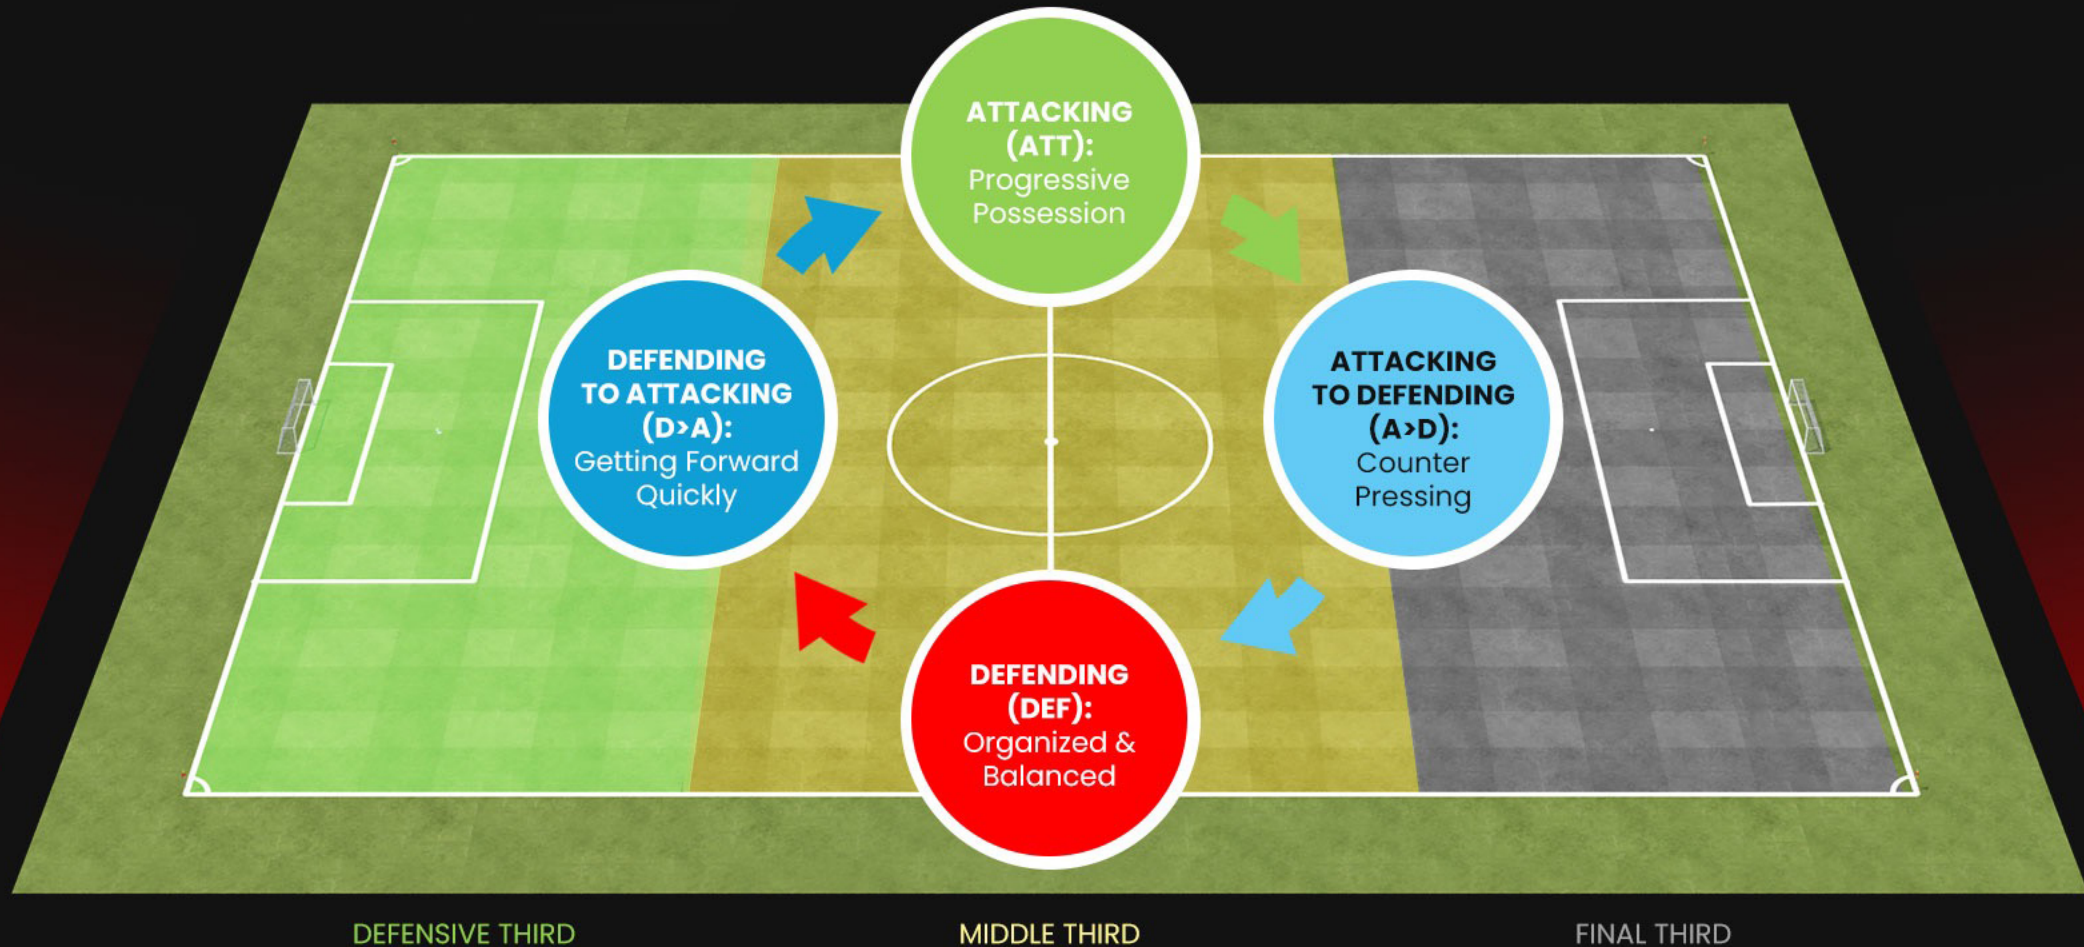 ATTACKING
(ATT):
Progressive
Possession
DEFENDING
TO ATTACKING
(D>A):
Getting Forward
Quickly
ATTACKING
TO DEFENDING
(A>D):
Counter
Pressing
DEFENDING
(DEF):
Organized &
Balanced
DEFENSIVE THIRD
MIDDLE THIRD
FINAL THIRD